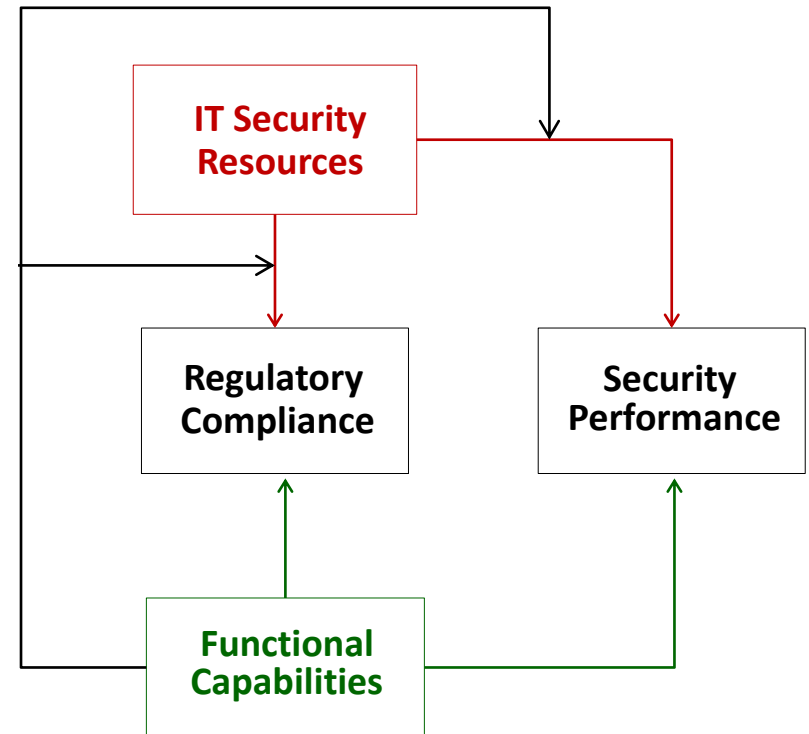 IT Security
Resources
Regulatory
Compliance
Security
Performance
Functional
Capabilities